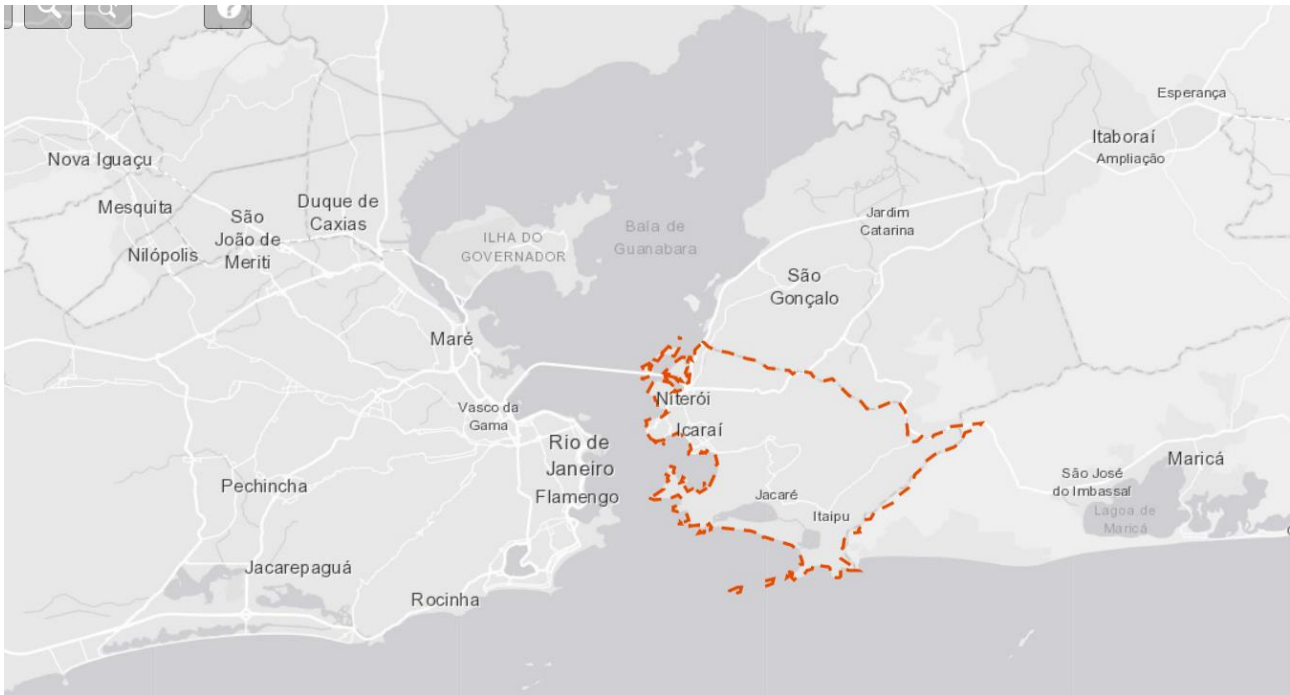 ?
Esperança
Itaboraí
Ampliação
Nova Iguaçu
Mesquita
Duque de
Caxias
São
João de
Meriti
Nilópolis
ILHA DO
GOVERNADOR
Baía de
Guanabara
Jardim
Catarina
São
Gonçalo
Maré
Vasco da
Gama
Niterói
Icaraí
Rio de
Janeiro
Flamengo
Pechincha
Jacaré
Itaipu
São José
do Imbassaí
Maricá
Lagoa de
Maricá
Jacarepaguá
Rocinha